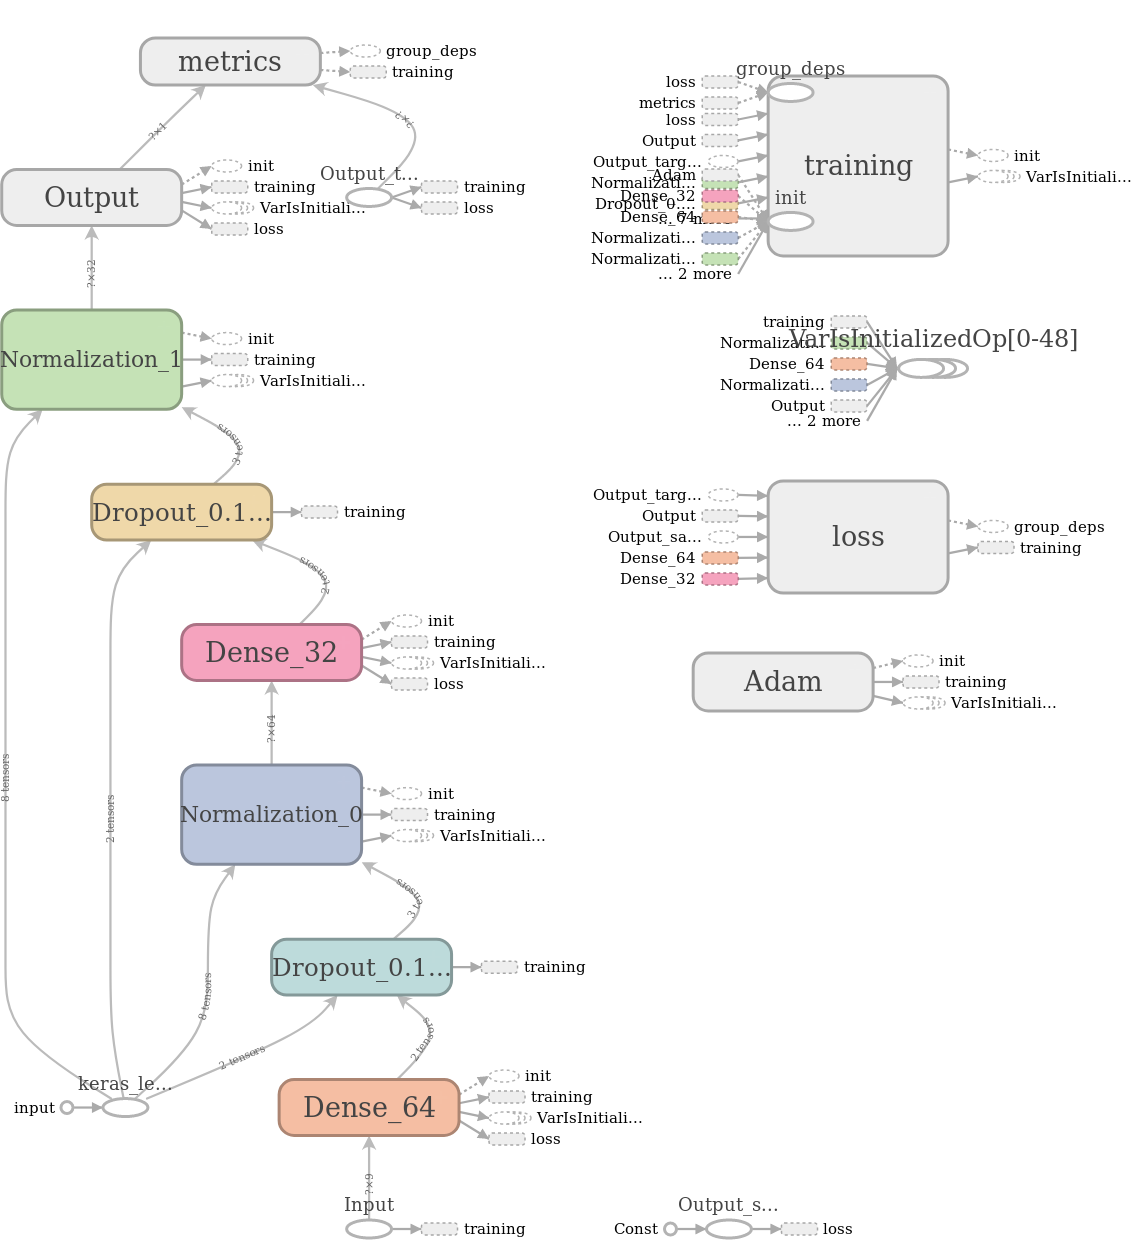 metrics
group_deps
training
?×1
?×?
Output
init
training
VarIsInitiali...
loss
Output_t...
training
loss
?×32
Normalization_1
init
training
VarIsInitiali...
3 tensors
Dropout_0.1...
training
2 tensors
Dense_32
init
training
VarIsInitiali...
loss
?×64
8 tensors
2 tensors
Normalization_0
init
training
VarIsInitiali...
3 tensors
Dropout_0.1...
training
8 tensors
2 tensors
2 tensors
keras_le...
input
Dense_64
init
training
VarIsInitiali...
loss
?×9
Input
training
Output_s...
Const
loss
group_deps
loss
metrics
loss
Output
Output_targ...
Normalizati...
Adam
Dense_32
Dropout_0....
Dense_64
... 7 more
Normalizati...
Normalizati...
... 2 more
training
init
init
VarIsInitiali...
VarIsInitializedOp[0-48]
training
Normalizati...
Dense_64
Normalizati...
Output
... 2 more
Output_targ...
Output
Output_sa...
Dense_64
Dense_32
loss
group_deps
training
Adam
init
training
VarIsInitiali...